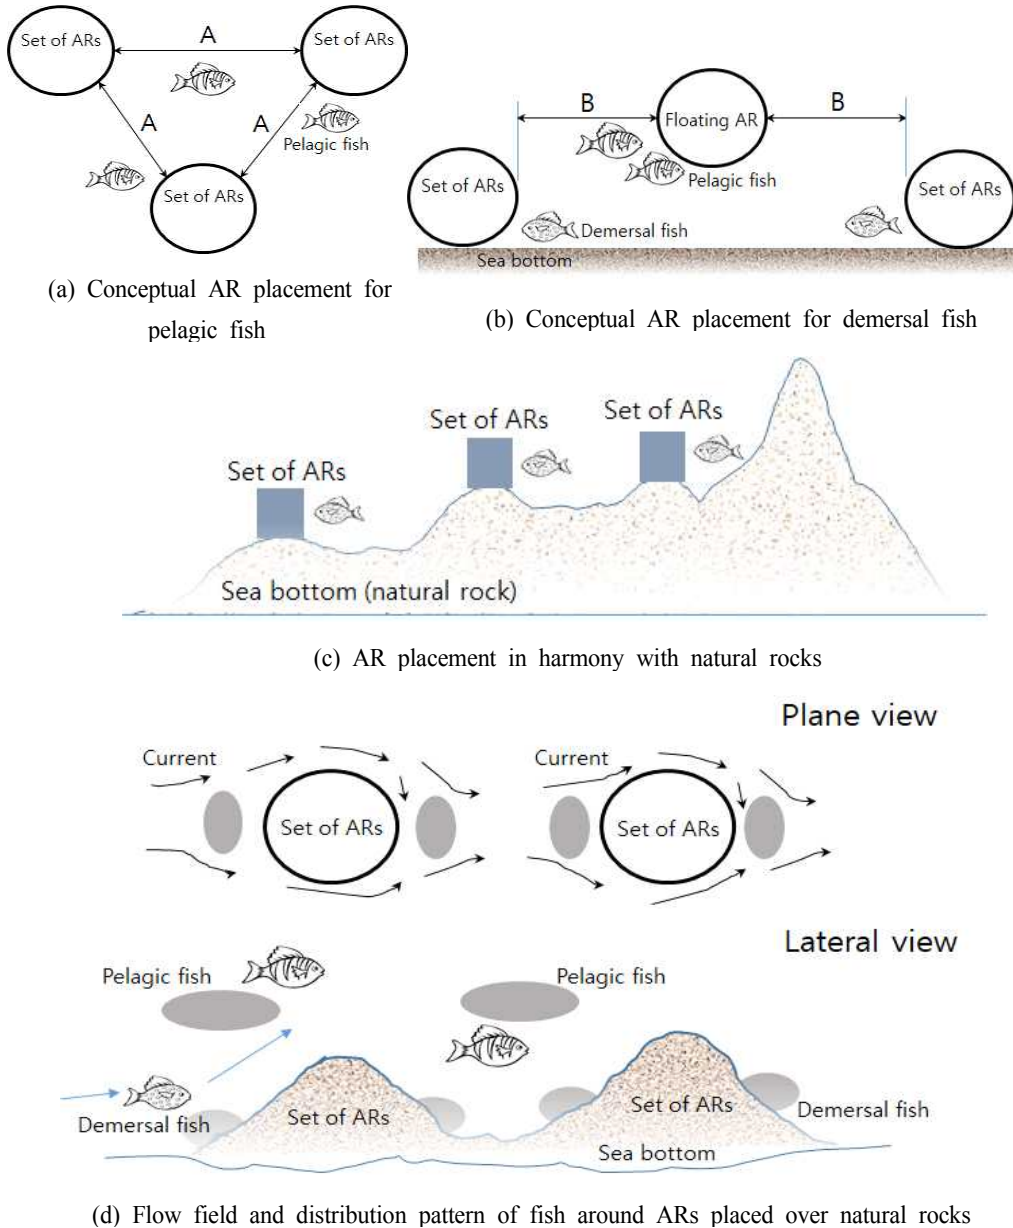 Set of ARs
A
Set of ARs
A
A
Pelagic fish
Set of ARs
(a) Conceptual AR placement for
pelagic fish
B
B
Floating AR
Set of ARs
Pelagic fish
Set of ARs
Demersal fish
Sea bottom
(b) Conceptual AR placement for demersal fish
Set of ARs
Set of ARs
Set of ARs
Sea bottom (natural rock)
(c) AR placement in harmony with natural rocks
Plane view
Current
Current
Set of ARs
Set of ARs
Lateral view
Pelagic fish
Pelagic fish
Demersal fish
Set of ARs
Set of ARs
Demersal fish
Sea bottom
(d) Flow field and distribution pattern of fish around ARs placed over natural rocks